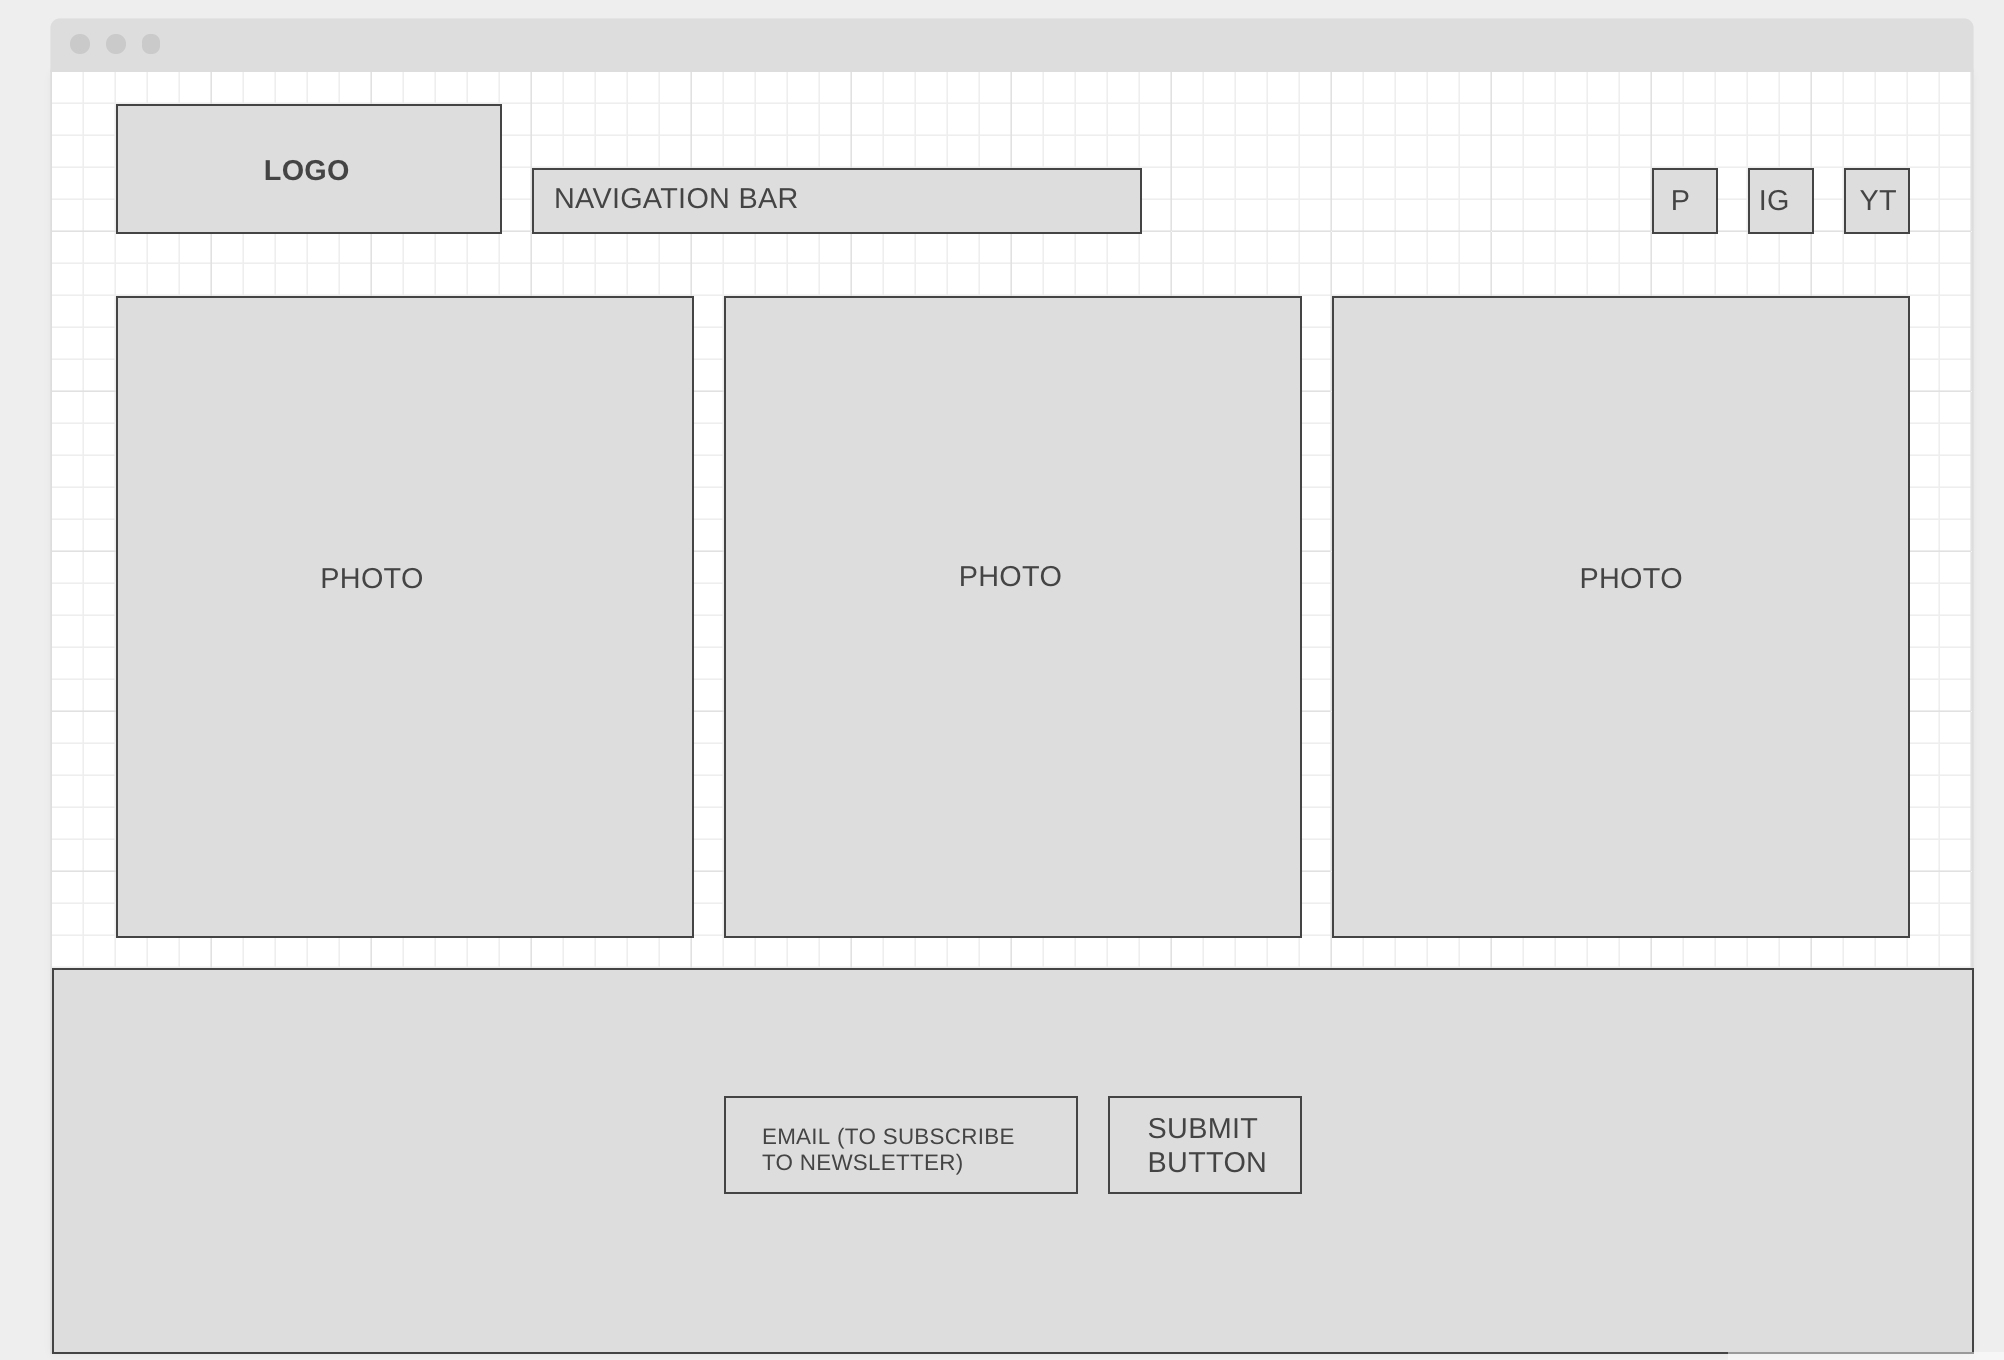 LOGO
NAVIGATION BAR
P
IG
YT
PHOTO
PHOTO
PHOTO
EMAIL (TO SUBSCRIBE
TO NEWSLETTER)
SUBMIT
BUTTON